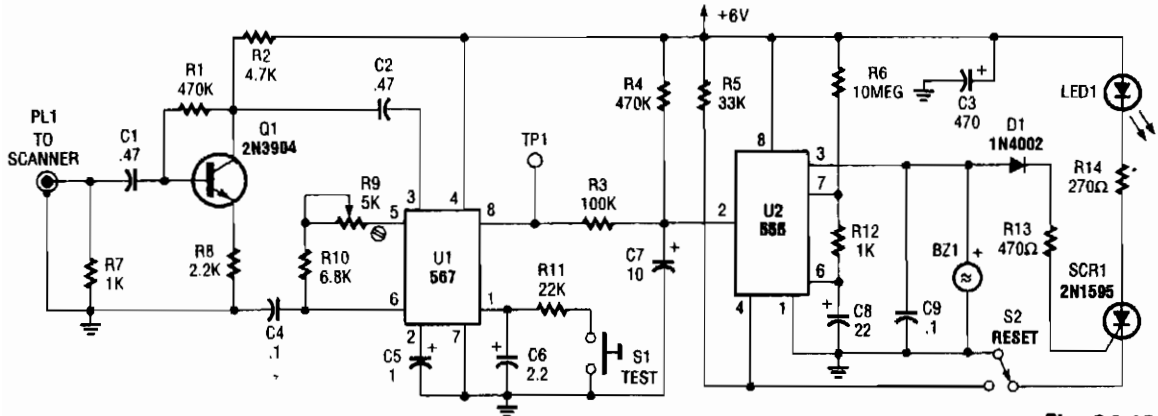 +6V
R2
4.7K
R1
470K
C2
.47
R4
470K
R5
33K
R6
10MEG
C3
470
+
LED1
PL1
TO
SCANNER
C1
.47
Q1
2N3904
TP1
8
3
D1
1N4002
R14
270Ω
R9
5K
3
4
5
8
R3
100K
2
U2
555
7
R12
1K
R13
470Ω
R7
1K
R8
2.2K
R10
6.8K
U1
567
R11
22K
C7
10
+
6
BZ1
+
SCR1
2N1595
C4
.1
6
1
2
7
C5
1
+
C6
2.2
+
S1
TEST
4
1
C8
22
+
C9
.1
S2
RESET